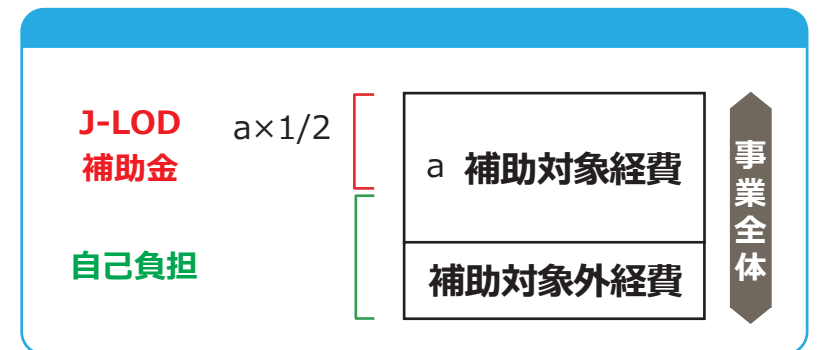 J-LOD
補助金
a×1/2
a 補助対象経費
自己負担
補助対象外経費
事業全体